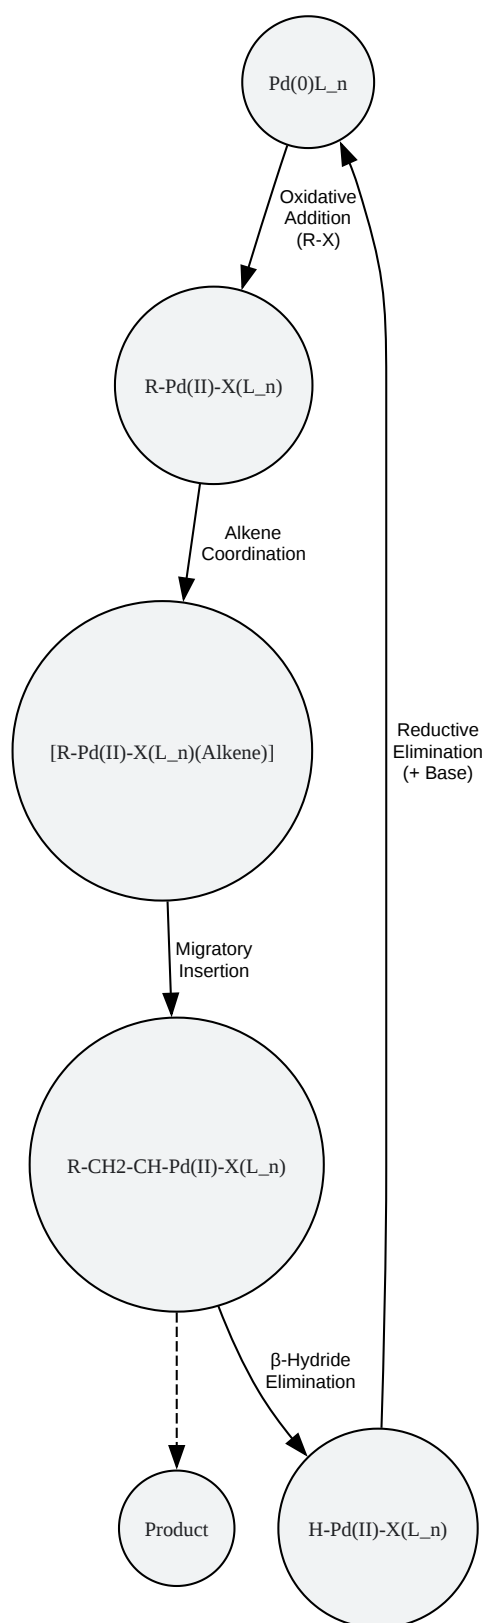 Pd(0)L_n
Oxidative
Addition
(R-X)
R-Pd(II)-X(L_n)
Alkene
Coordination
[R-Pd(II)-X(L_n)(Alkene)]
Reductive
Elimination
(+ Base)
Migratory
Insertion
R-CH2-CH-Pd(II)-X(L_n)
β-Hydride
Elimination
Product
H-Pd(II)-X(L_n)